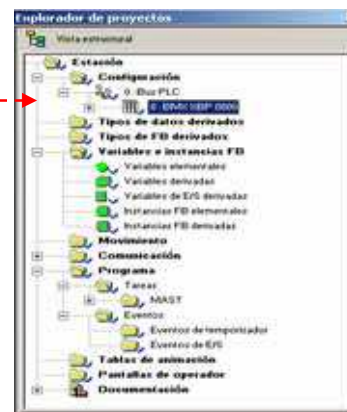 Explorador de proyectos
Vista estructural
Estación
Configuración
0 : Bus PLC
0 : BMX XBP 0800
Tipos de datos derivados
Tipos de FB derivados
Variables e instancias FB
Variables elementales
Variables derivadas
Variables de E/S derivadas
Instancias FB elementales
Instancias FB derivadas
Movimiento
Comunicación
Programa
Tareas
MAST
Eventos
Eventos de temporizador
Eventos de E/S
Tablas de animación
Pantallas de operador
Documentación